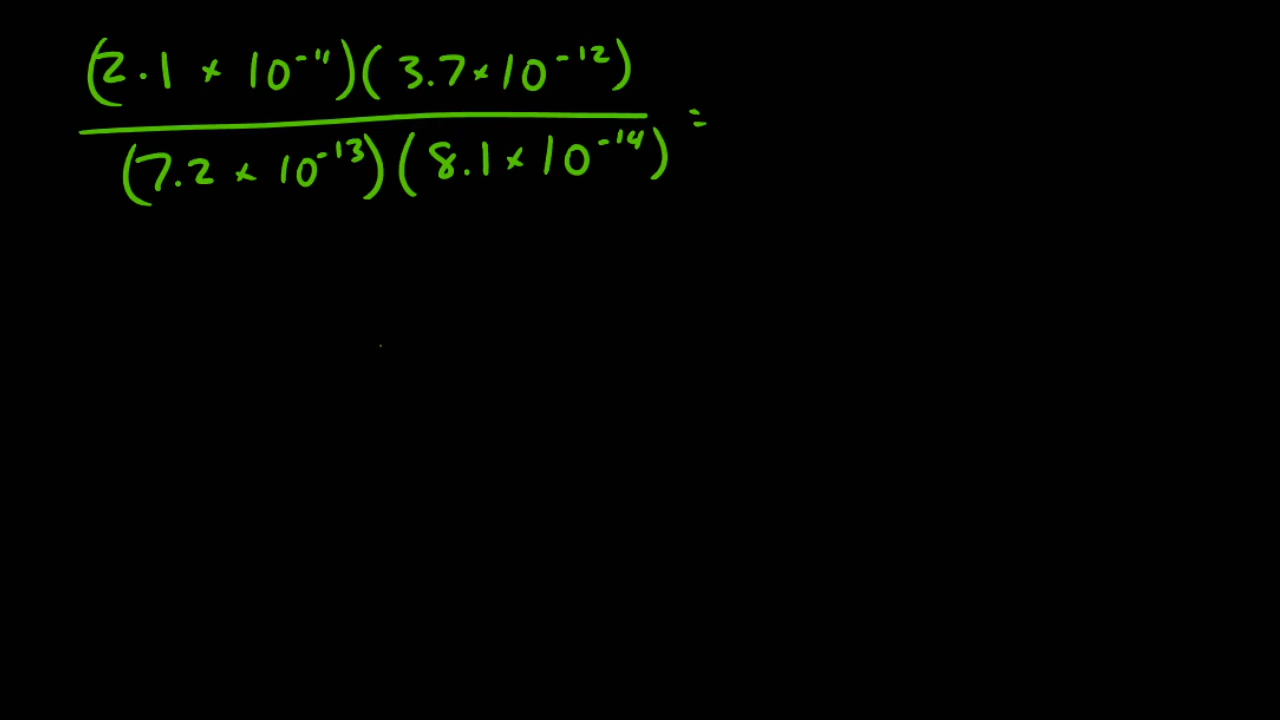 (2.1 × 10⁻¹¹)(3.7 × 10⁻¹²)
(7.2 × 10⁻¹³)(8.1 × 10⁻¹⁴) =